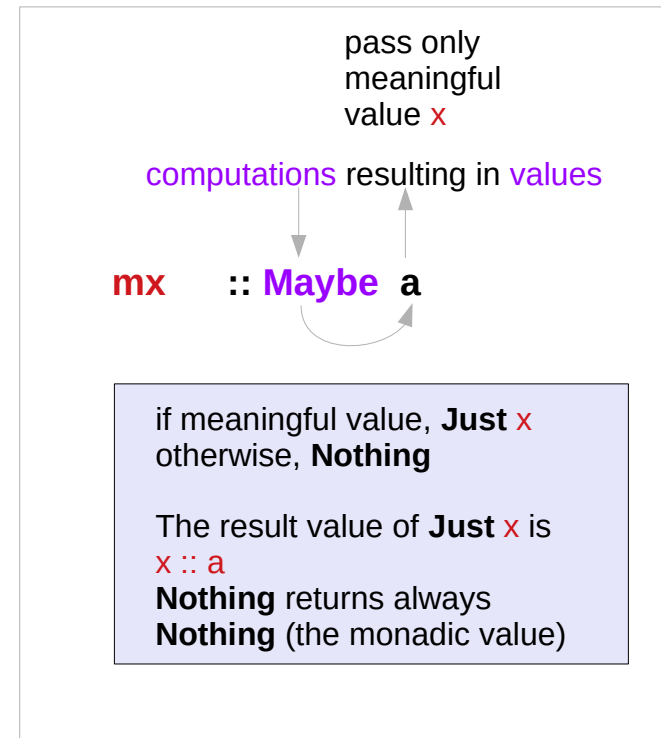 pass only
meaningful
value x
computations resulting in values
mx :: Maybe a
if meaningful value, Just x
otherwise, Nothing
The result value of Just x is
x :: a
Nothing returns always
Nothing (the monadic value)